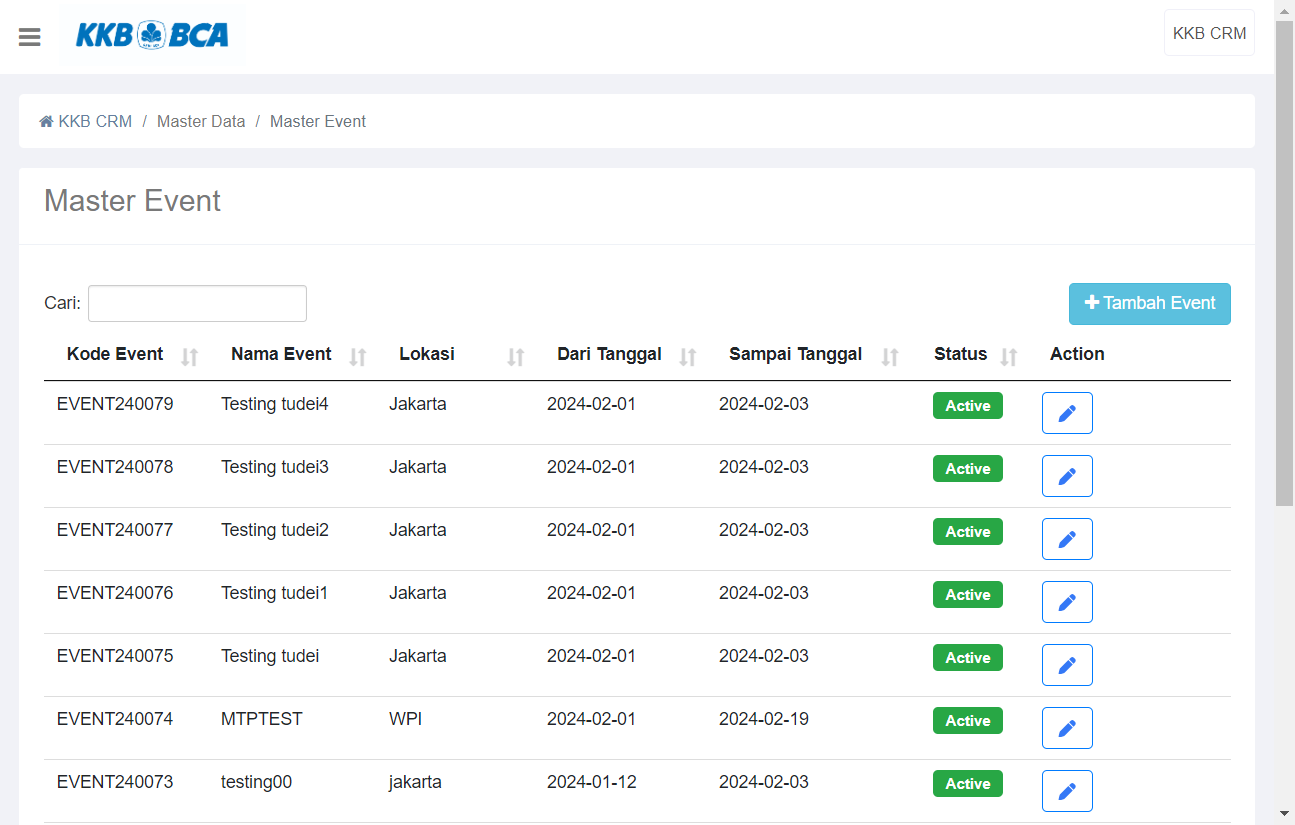 KKB BCA
KKB CRM
KKB CRM / Master Data / Master Event
Master Event
Cari:
Tambah Event
Kode Event Nama Event Lokasi Dari Tanggal Sampai Tanggal Status Action
EVENT240079 Testing tudei4 Jakarta 2024-02-01 2024-02-03 Active
EVENT240078 Testing tudei3 Jakarta 2024-02-01 2024-02-03 Active
EVENT240077 Testing tudei2 Jakarta 2024-02-01 2024-02-03 Active
EVENT240076 Testing tudei1 Jakarta 2024-02-01 2024-02-03 Active
EVENT240075 Testing tudei Jakarta 2024-02-01 2024-02-03 Active
EVENT240074 MTPTEST WPI 2024-02-01 2024-02-19 Active
EVENT240073 testing00 jakarta 2024-01-12 2024-02-03 Active